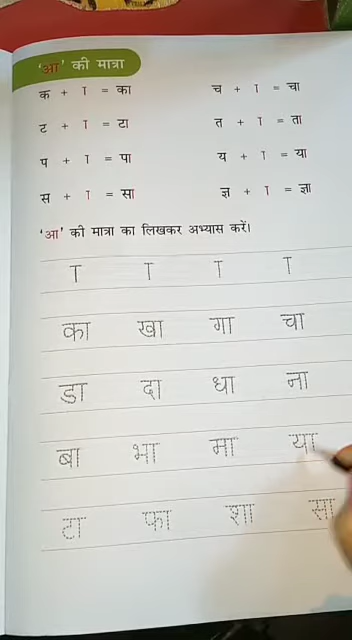 ‘आ’ की मात्रा
क + ा = का च + ा = चा
ट + ा = टा त + ा = ता
प + ा = पा य + ा = या
स + ा = सा ज्ञ + ा = ज्ञा
‘आ’ की मात्रा का लिखकर अभ्यास करें।
ा ा ा ा
का खा गा चा
डा दा धा ना
बा भा मा या
टा फा शा सा